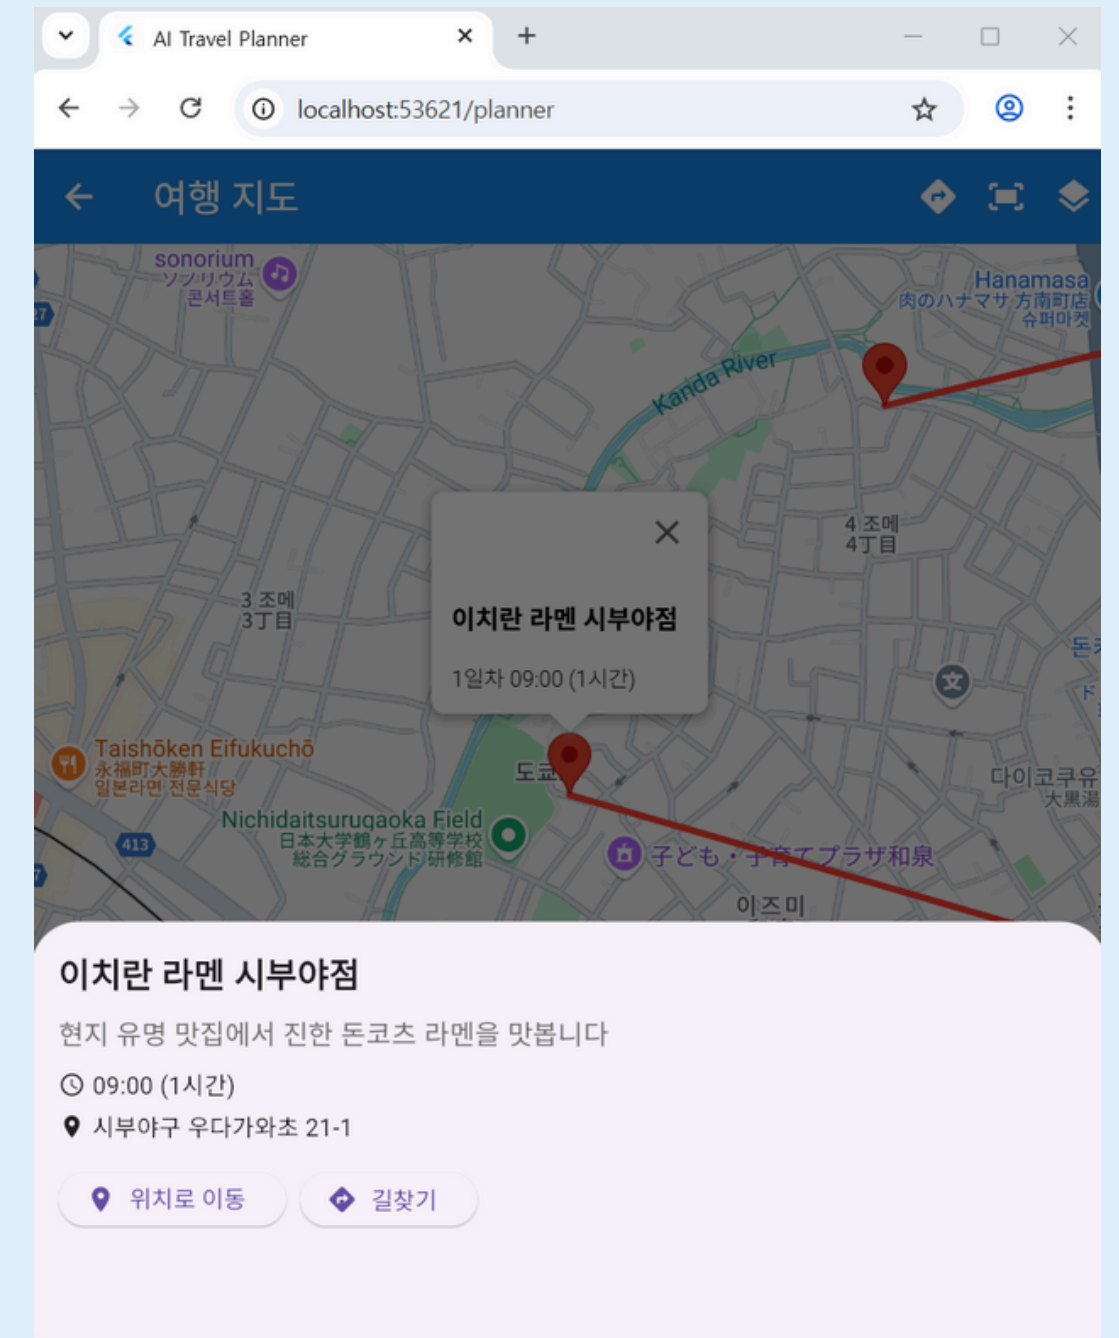 AI Travel Planner
localhost:53621/planner
여행 지도
sonorium
ソノリウム
콘서트홀
27
Hanamasa
肉のハナマサ 方南町店
슈퍼마켓
Kanda River
4 조메
4丁目
3 조메
3丁目
이치란 라멘 시부야점
1일차 09:00 (1시간)
文
Taishōken Eifukuchō
永福町大勝軒
일본라면 전문식당
도쿄
다이코쿠유
大黒湯
Nichidaitsurugaoka Field
日本大学鶴ヶ丘高等学校
総合グラウンド研修館
413
子ども・子育てプラザ和泉
이즈미
이치란 라멘 시부야점
현지 유명 맛집에서 진한 돈코츠 라멘을 맛봅니다
09:00 (1시간)
시부야구 우다가와초 21-1
위치로 이동
길찾기